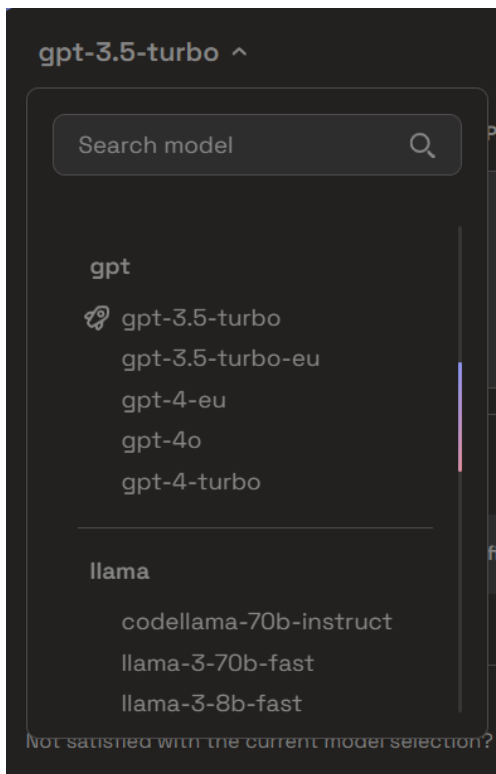 gpt-3.5-turbo
Search model
gpt
gpt-3.5-turbo
gpt-3.5-turbo-eu
gpt-4-eu
gpt-4o
gpt-4-turbo
llama
codellama-70b-instruct
llama-3-70b-fast
llama-3-8b-fast
Not satisfied with the current model selection?